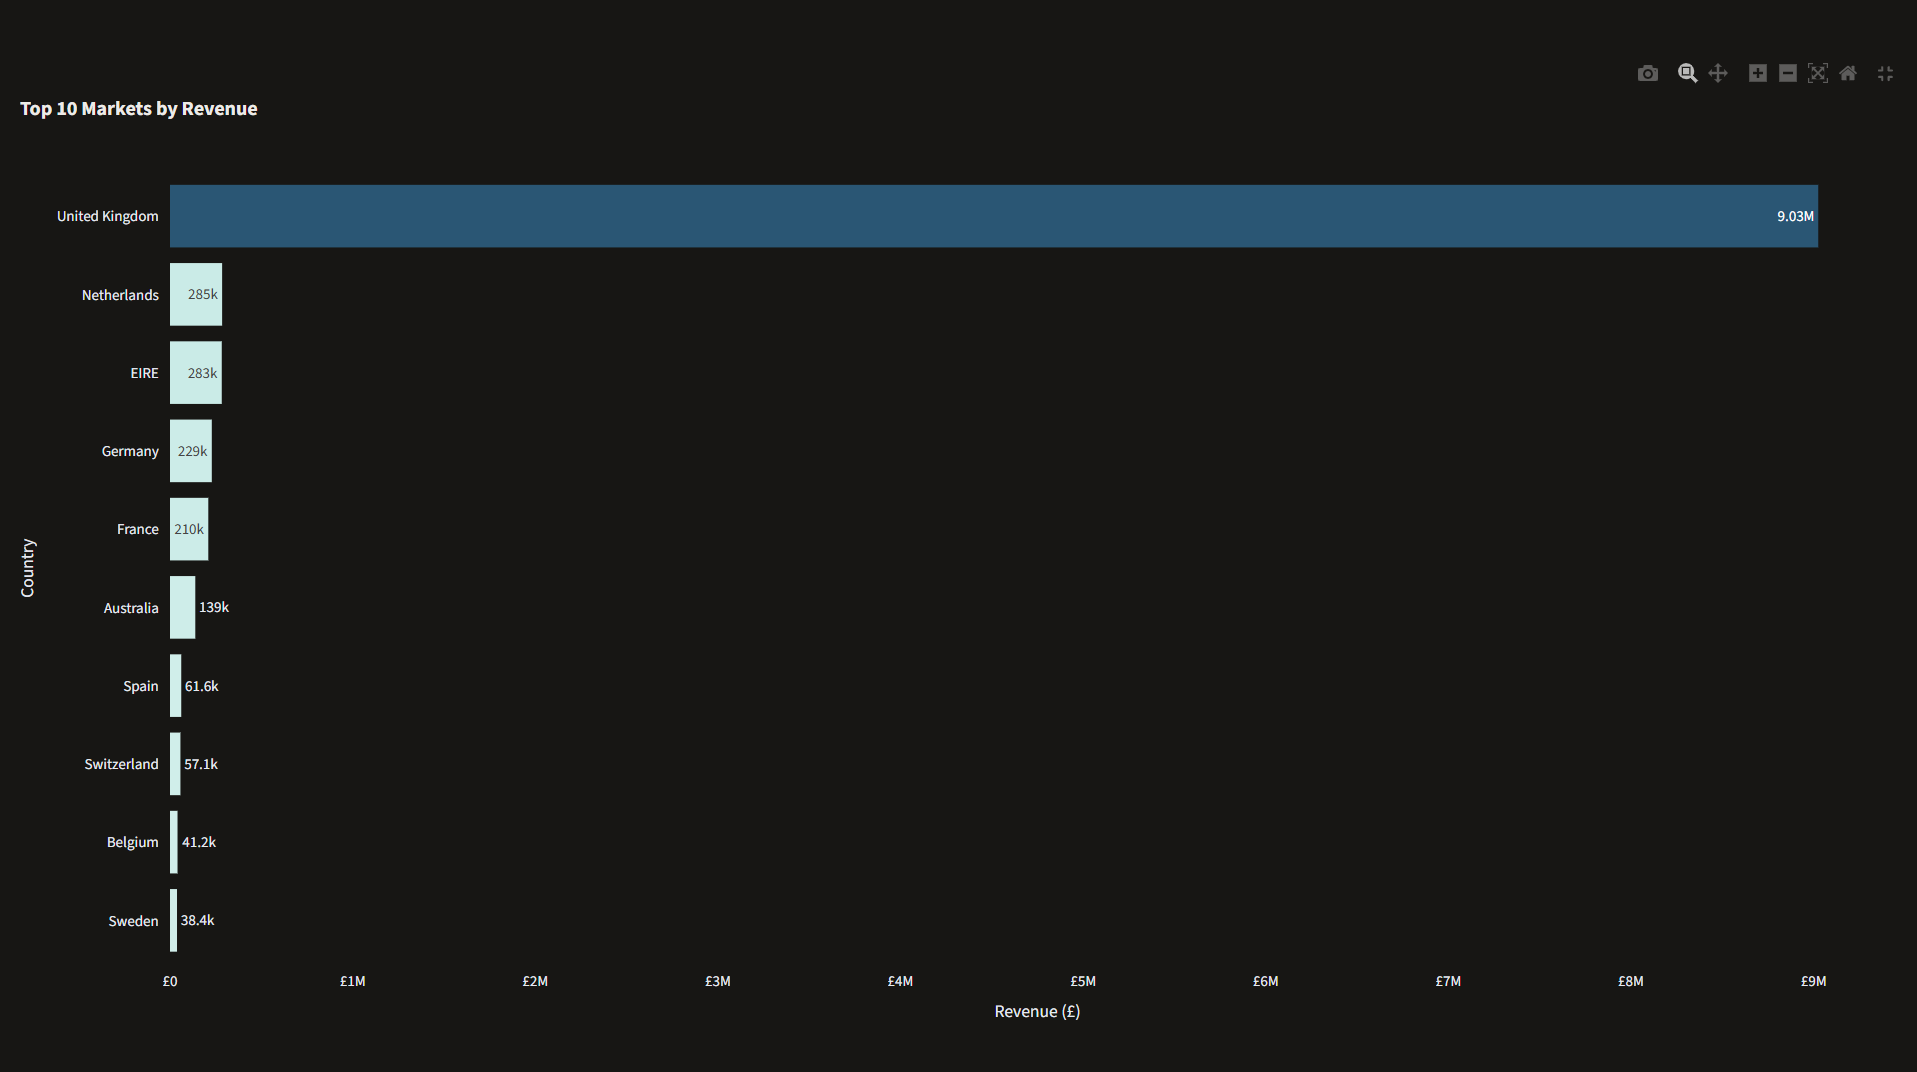 Top 10 Markets by Revenue
United Kingdom 9.03M
Netherlands 285k
EIRE 283k
Germany 229k
France 210k
Australia 139k
Spain 61.6k
Switzerland 57.1k
Belgium 41.2k
Sweden 38.4k
Country
£0 £1M £2M £3M £4M £5M £6M £7M £8M £9M
Revenue (£)